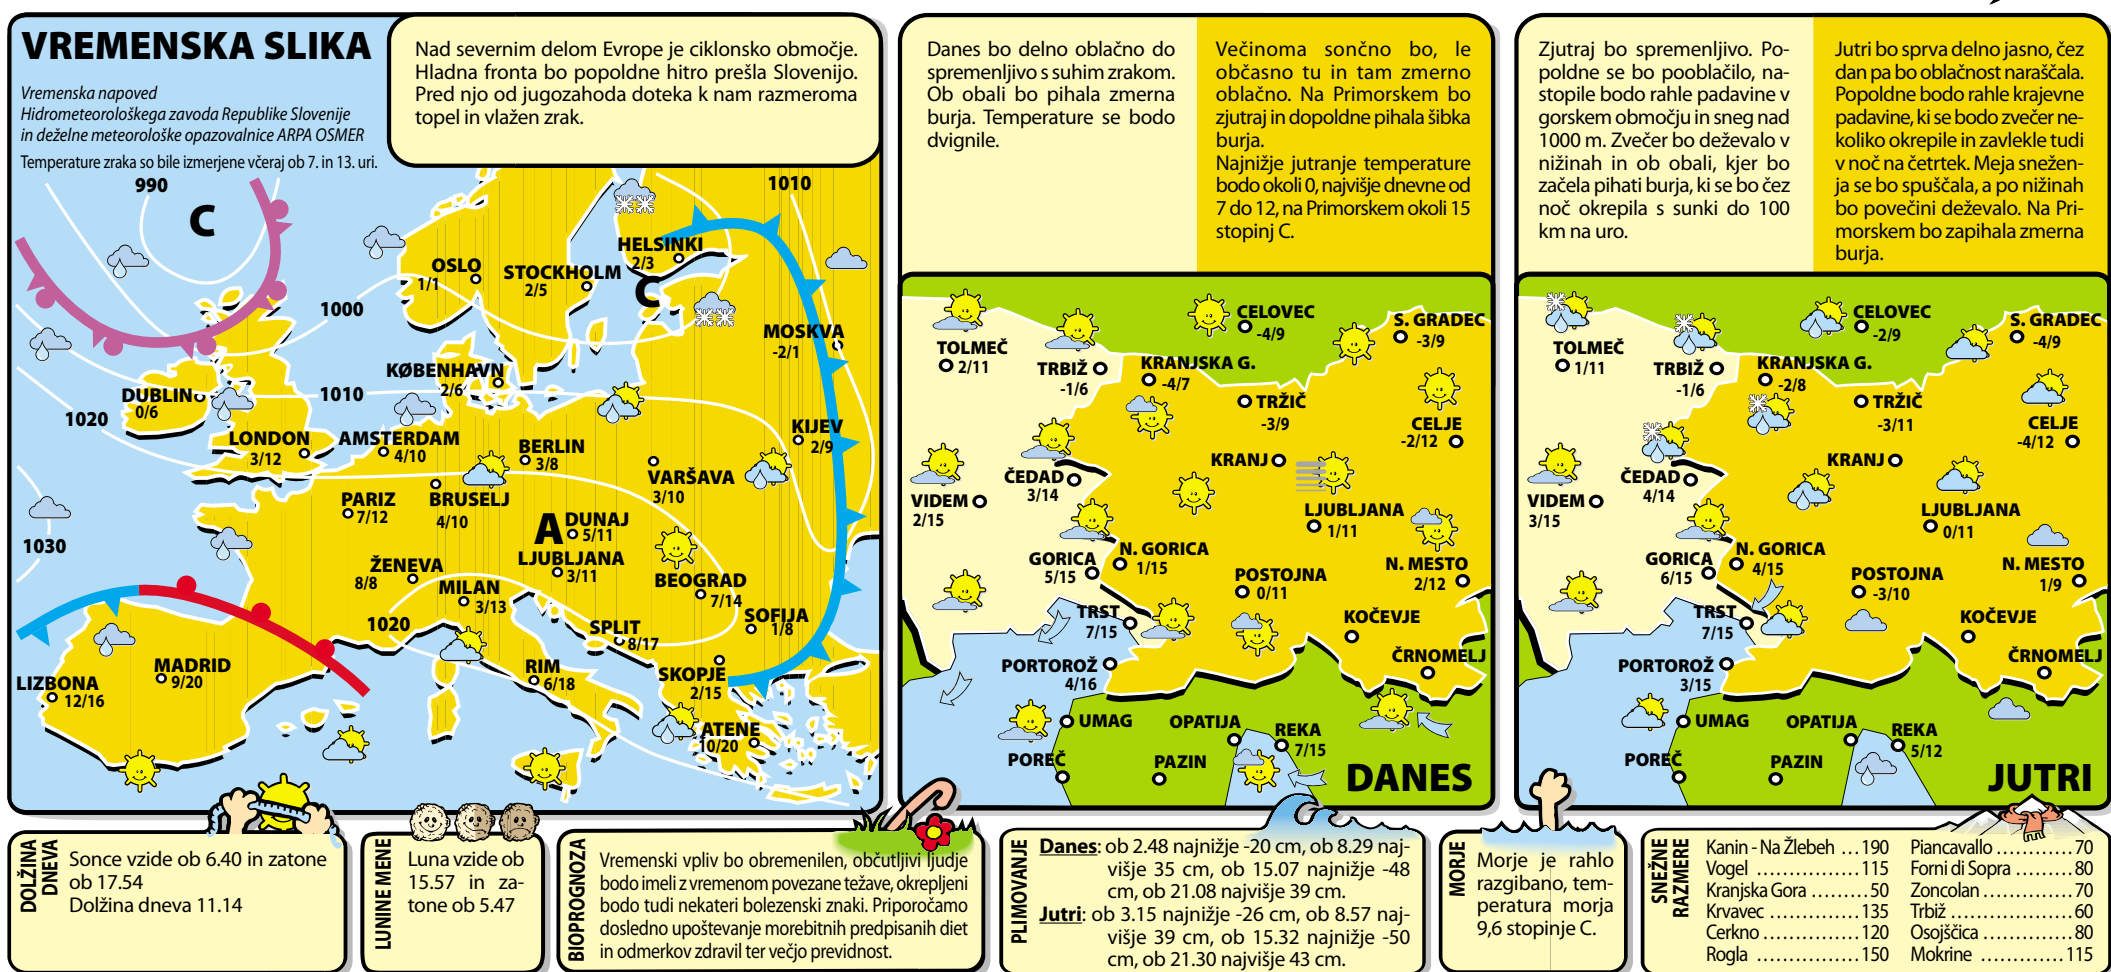 VREMENSKA SLIKA
Vremenska napoved
Hidrometeorološkega zavoda Republike Slovenije
in deželne meteorološke opazovalnice ARPA OSMER
Temperature zraka so bile izmerjene včeraj ob 7. in 13. uri.
Nad severnim delom Evrope je ciklonsko območje.
Hladna fronta bo popoldne hitro prešla Slovenijo.
Pred njo od jugozahoda doteka k nam razmeroma
topel in vlažen zrak.
990
C
1010
HELSINKI
2/3
OSLO
1/1
STOCKHOLM
2/5
C
1000
MOSKVA
-2/1
KØBENHAVN
2/6
DUBLIN
0/6
1010
1020
LONDON
3/12
AMSTERDAM
4/10
BERLIN
3/8
KIJEV
2/9
VARŠAVA
3/10
PARIZ
7/12
BRUSELJ
4/10
A
DUNAJ
5/11
1030
LJUBLJANA
3/11
ŽENEVA
8/8
MILAN
3/13
BEOGRAD
7/14
1020
SPLIT
8/17
SOFIJA
1/8
MADRID
9/20
RIM
6/18
SKOPJE
2/15
LIZBONA
12/16
ATENE
10/20
Danes bo delno oblačno do
spremenljivo s suhim zrakom.
Ob obali bo pihala zmerna
burja. Temperature se bodo
dvignile.
Večinoma sončno bo, le
občasno tu in tam zmerno
oblačno. Na Primorskem bo
zjutraj in dopoldne pihala šibka
burja.
Najnižje jutranje temperature
bodo okoli 0, najvišje dnevne od
7 do 12, na Primorskem okoli 15
stopinj C.
CELOVEC
-4/9
S. GRADEC
-3/9
TOLMEČ
2/11
TRBIŽ
-1/6
KRANJSKA G.
-4/7
TRŽIČ
-3/9
CELJE
-2/12
KRANJ
ČEDAD
3/14
VIDEM
2/15
LJUBLJANA
1/11
GORICA
5/15
N. GORICA
1/15
POSTOJNA
0/11
N. MESTO
2/12
TRST
7/15
KOČEVJE
PORTOROŽ
4/16
ČRNOMELJ
UMAG
OPATIJA
REKA
7/15
POREČ
PAZIN
DANES
Zjutraj bo spremenljivo. Po-
poldne se bo pooblačilo, na-
stopile bodo rahle padavine v
gorskem območju in sneg nad
1000 m. Zvečer bo deževalo v
nižinah in ob obali, kjer bo
začela pihati burja, ki se bo čez
noč okrepila s sunki do 100
km na uro.
Jutri bo sprva delno jasno, čez
dan pa bo oblačnost naraščala.
Popoldne bodo rahle krajevne
padavine, ki se bodo zvečer ne-
koliko okrepile in zavlekle tudi
v noč na četrtek. Meja snežen-
ja se bo spuščala, a po nižinah
bo povečini deževalo. Na Pri-
morskem bo zapihala zmerna
burja.
CELOVEC
-2/9
S. GRADEC
-4/9
TOLMEČ
1/11
TRBIŽ
-1/6
KRANJSKA G.
-2/8
TRŽIČ
-3/11
CELJE
-4/12
KRANJ
ČEDAD
4/14
VIDEM
3/15
LJUBLJANA
0/11
GORICA
6/15
N. GORICA
4/15
POSTOJNA
-3/10
N. MESTO
1/9
TRST
7/15
KOČEVJE
PORTOROŽ
3/15
ČRNOMELJ
UMAG
OPATIJA
REKA
5/12
POREČ
PAZIN
JUTRI
DOLŽINA
DNEVA
Sonce vzide ob 6.40 in zatone
ob 17.54
Dolžina dneva 11.14
LUNINE MENE
Luna vzide ob
15.57 in za-
tone ob 5.47
BIOPROGNOZA
Vremenski vpliv bo obremenilen, občutljivi ljudje
bodo imeli z vremenom povezane težave, okrepljeni
bodo tudi nekateri bolezenski znaki. Priporočamo
dosledno upoštevanje morebitnih predpisanih diet
in odmerkov zdravil ter večjo previdnost.
PLIMOVANJE
Danes: ob 2.48 najnižje -20 cm, ob 8.29 naj-
višje 35 cm, ob 15.07 najnižje -48
cm, ob 21.08 najvišje 39 cm.
Jutri: ob 3.15 najnižje -26 cm, ob 8.57 naj-
višje 39 cm, ob 15.32 najnižje -50
cm, ob 21.30 najvišje 43 cm.
MORJE
Morje je rahlo
razgibano, tem-
peratura morja
9,6 stopinje C.
SNEŽNE
RAZMERE
Kanin - Na Žlebeh ...190
Vogel ...................115
Kranjska Gora .........50
Krvavec ................135
Cerkno .................120
Rogla ..................150
Piancavallo ............70
Forni di Sopra .........80
Zoncolan ...............70
Trbiž .....................60
Osojščica ...............80
Mokrine ..............115